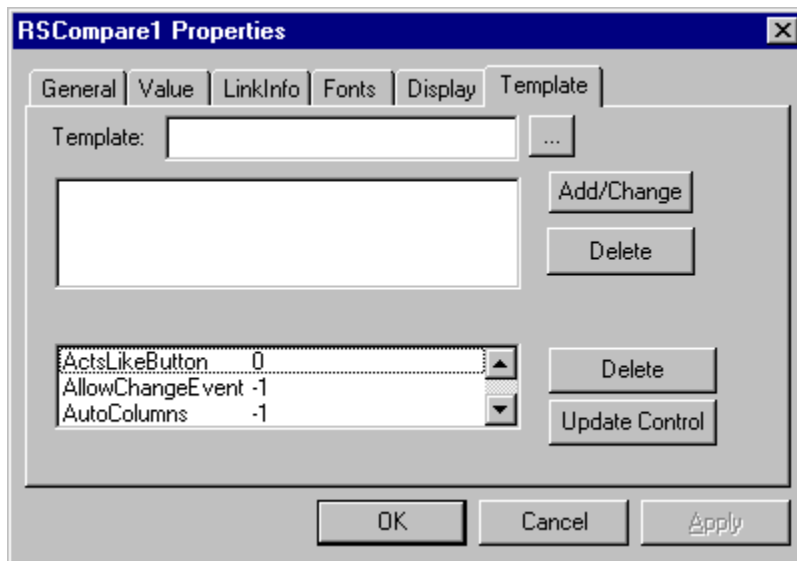 RSCompare1 Properties
General Value LinkInfo Fonts Display Template
Template: ...
Add/Change
Delete
ActsLikeButton 0
AllowChangeEvent -1
AutoColumns -1
Delete
Update Control
OK Cancel Apply